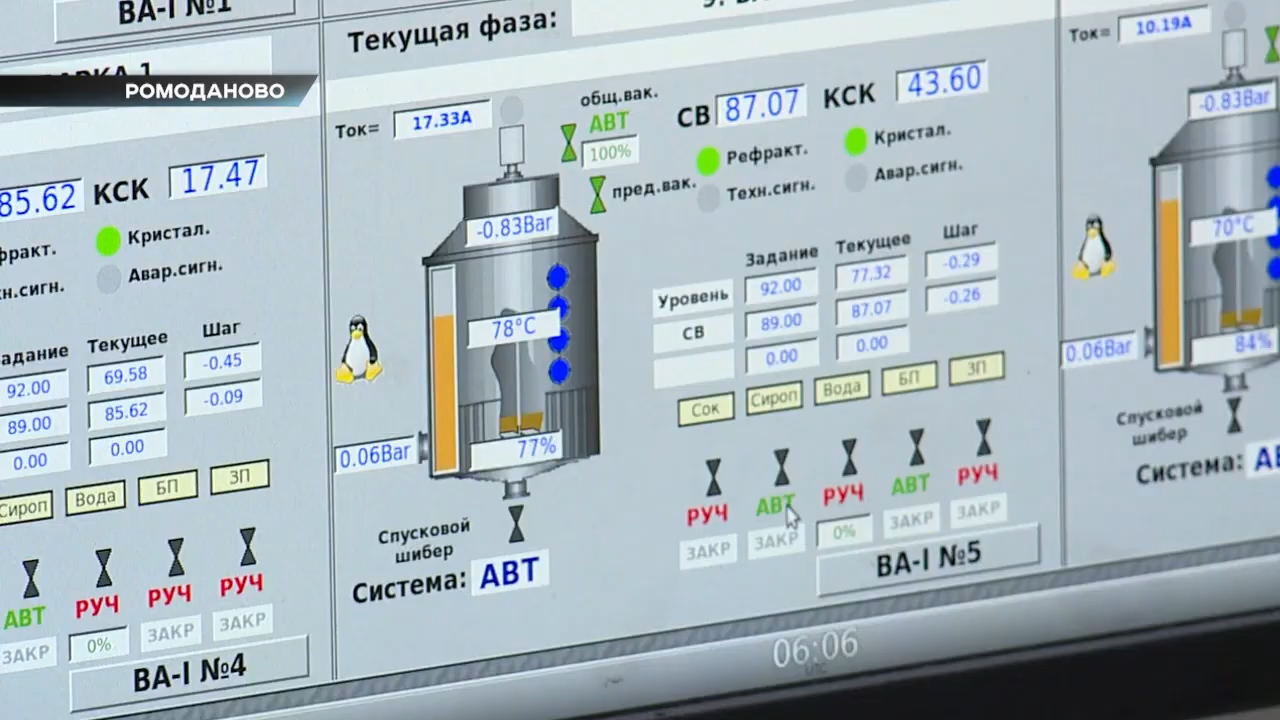 ВА-I №1
РОМОДАНОВО
85.62 КСК 17.47
Кристал.
Авар.сигн.
Текущее Шаг
92.00 69.58 -0.45
89.00 85.62 -0.09
0.00 0.00
Сироп Вода БП ЗП
АВТ РУЧ РУЧ РУЧ
ЗАКР 0% ЗАКР ЗАКР
ВА-I №4
Текущая фаза:
Ток= 17.33А
общ.вак.
АВТ
100%
пред.вак.
-0.83Bar
78°C
0.06Bar
77%
Спусковой
шибер
Система: АВТ
СВ 87.07 КСК 43.60
Рефракт. Кристал.
Техн.сигн. Авар.сигн.
Задание Текущее Шаг
Уровень 92.00 77.32 -0.29
СВ 89.00 87.07 -0.26
0.00 0.00
Сок Сироп Вода БП ЗП
РУЧ АВТ РУЧ АВТ РУЧ
ЗАКР ЗАКР 0% ЗАКР ЗАКР
ВА-I №5
Ток= 10.19А
-0.83Bar
70°C
0.06Bar
84%
Спусковой
шибер
Система:
06:06